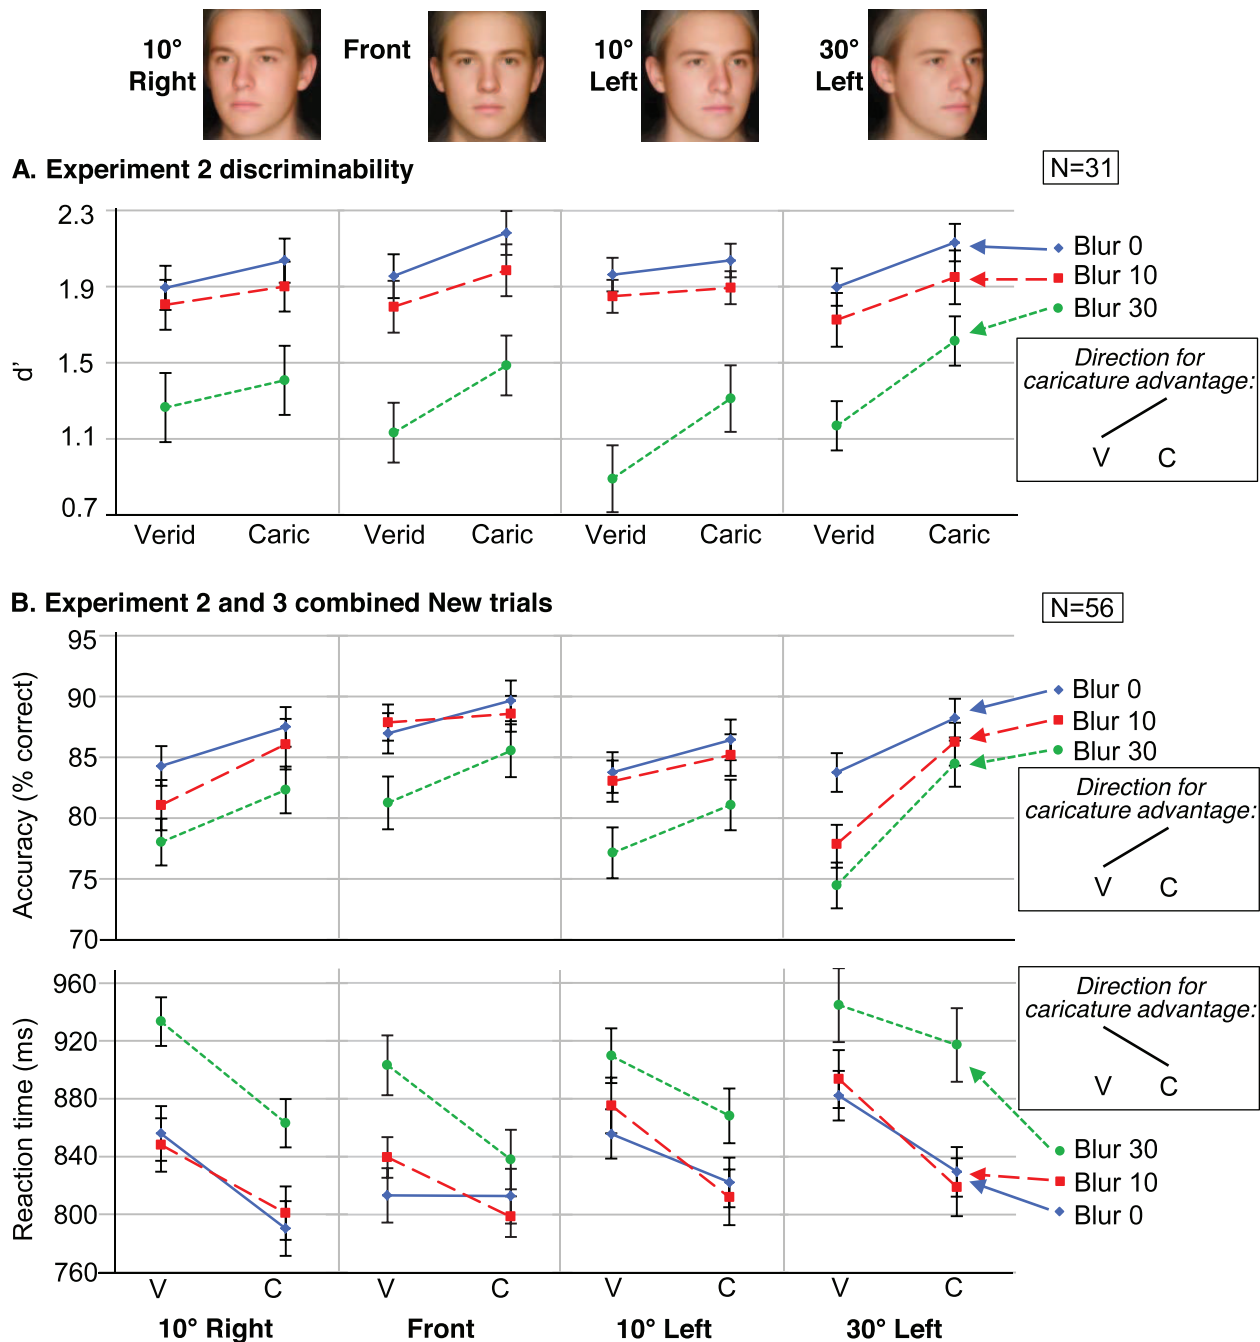 10° Right
Front
10° Left
30° Left
A. Experiment 2 discriminability
N=31
2.3
1.9
1.5
1.1
0.7
d'
Blur 0
Blur 10
Blur 30
Direction for
caricature advantage:
V C
Verid Caric Verid Caric Verid Caric Verid Caric
B. Experiment 2 and 3 combined New trials
N=56
95
90
85
80
75
70
Accuracy (% correct)
Blur 0
Blur 10
Blur 30
Direction for
caricature advantage:
V C
960
920
880
840
800
760
Reaction time (ms)
Direction for
caricature advantage:
V C
Blur 30
Blur 10
Blur 0
V C V C V C V C
10° Right Front 10° Left 30° Left